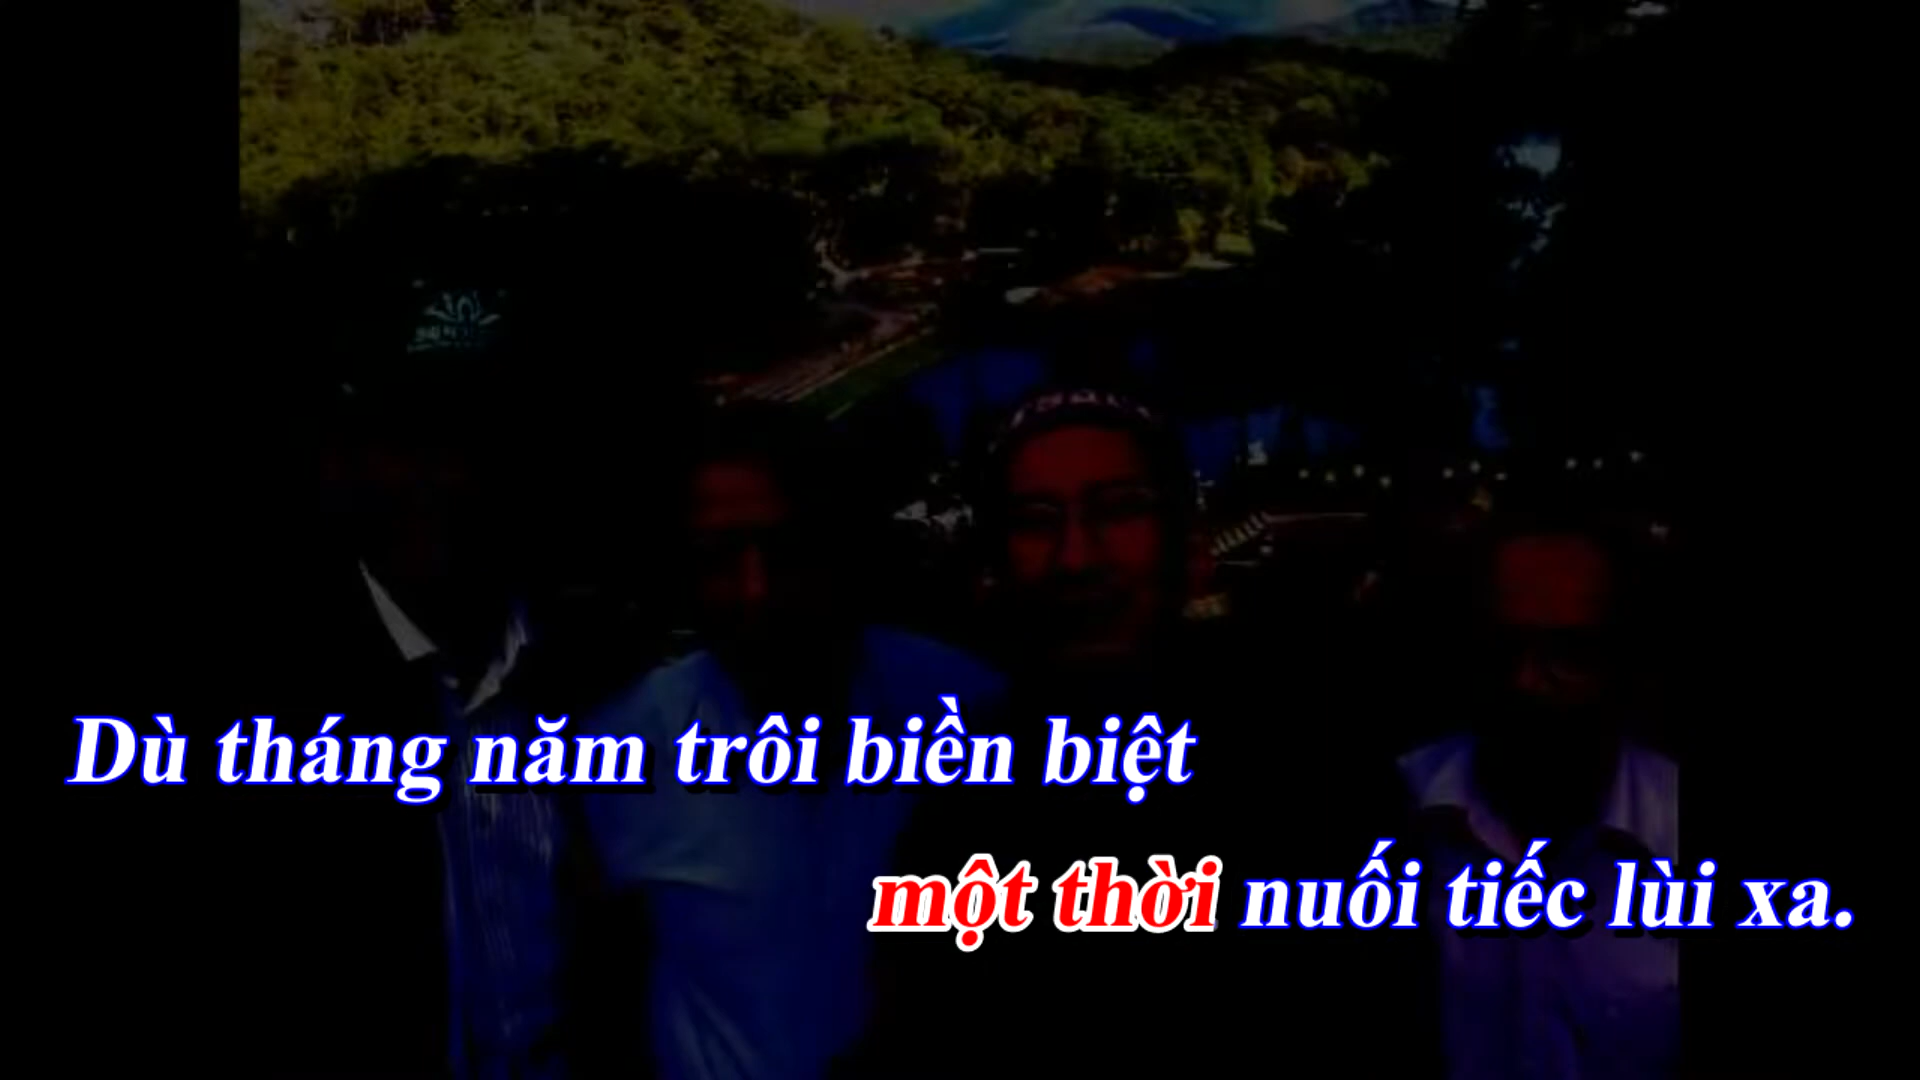 Dù tháng năm trôi biền biệt
một thời nuối tiếc lùi xa.